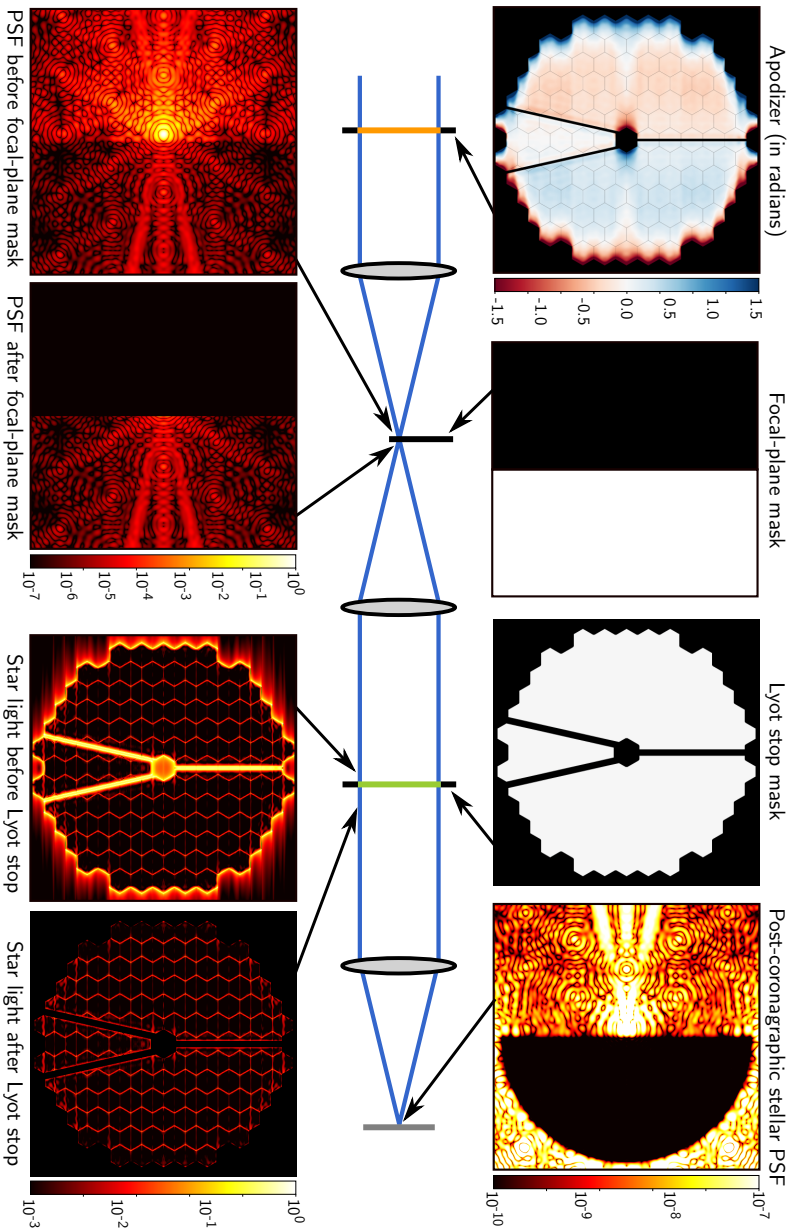 Apodizer (in radians)
1.5
1.0
0.5
0.0
-0.5
-1.0
-1.5
Focal-plane mask
Lyot stop mask
Post-coronagraphic stellar PSF
10⁻⁷
10⁻⁸
10⁻⁹
10⁻¹⁰
10⁰
10⁻¹
10⁻²
10⁻³
10⁻⁴
10⁻⁵
10⁻⁶
10⁻⁷
10⁰
10⁻¹
10⁻²
10⁻³
PSF before focal-plane mask
PSF after focal-plane mask
Star light before Lyot stop
Star light after Lyot stop